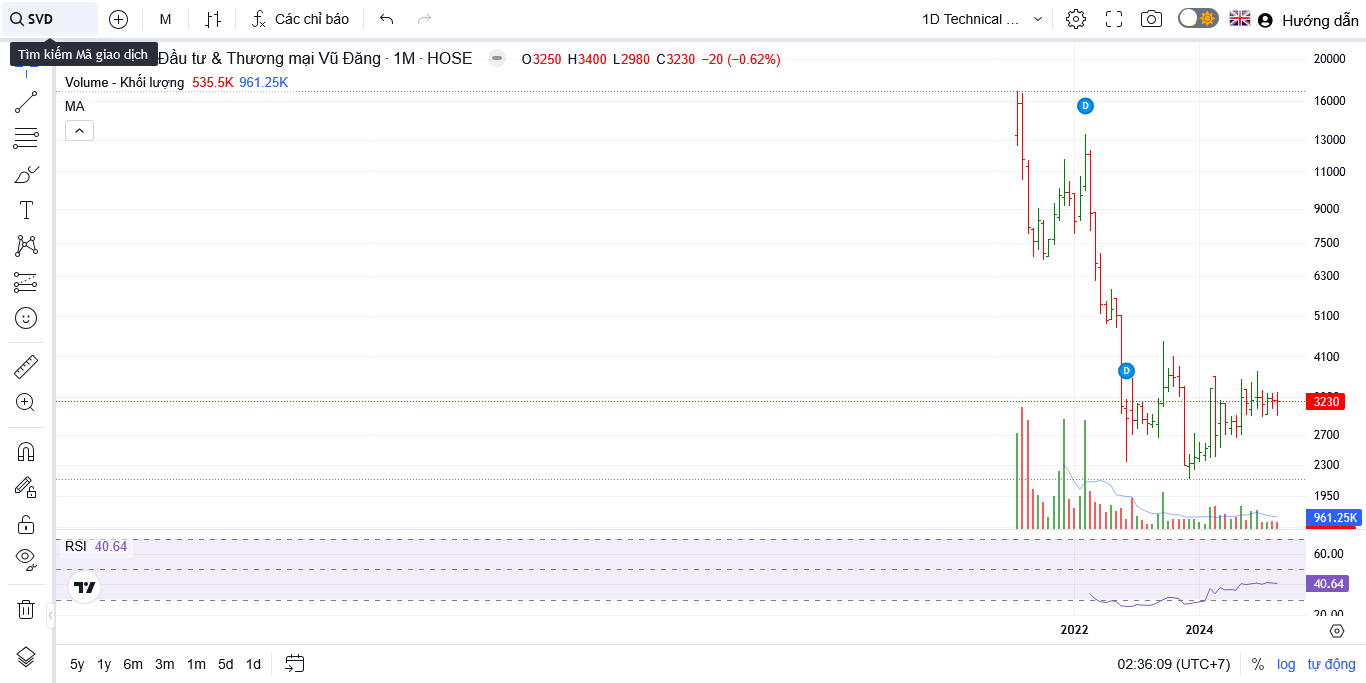 SVD
M
Các chỉ báo
1D Technical ...
Hướng dẫn
Tìm kiếm Mã giao dịch
Đầu tư & Thương mại Vũ Đăng · 1M · HOSE O3250 H3400 L2980 C3230 −20 (−0.62%)
Volume - Khối lượng 535.5K 961.25K
MA
20000
16000
13000
11000
9000
7500
6300
5100
4100
3230
2700
2300
1950
961.25K
D
D
RSI 40.64
60.00
40.64
20.00
2022
2024
5y 1y 6m 3m 1m 5d 1d
02:36:09 (UTC+7)
% log tự động